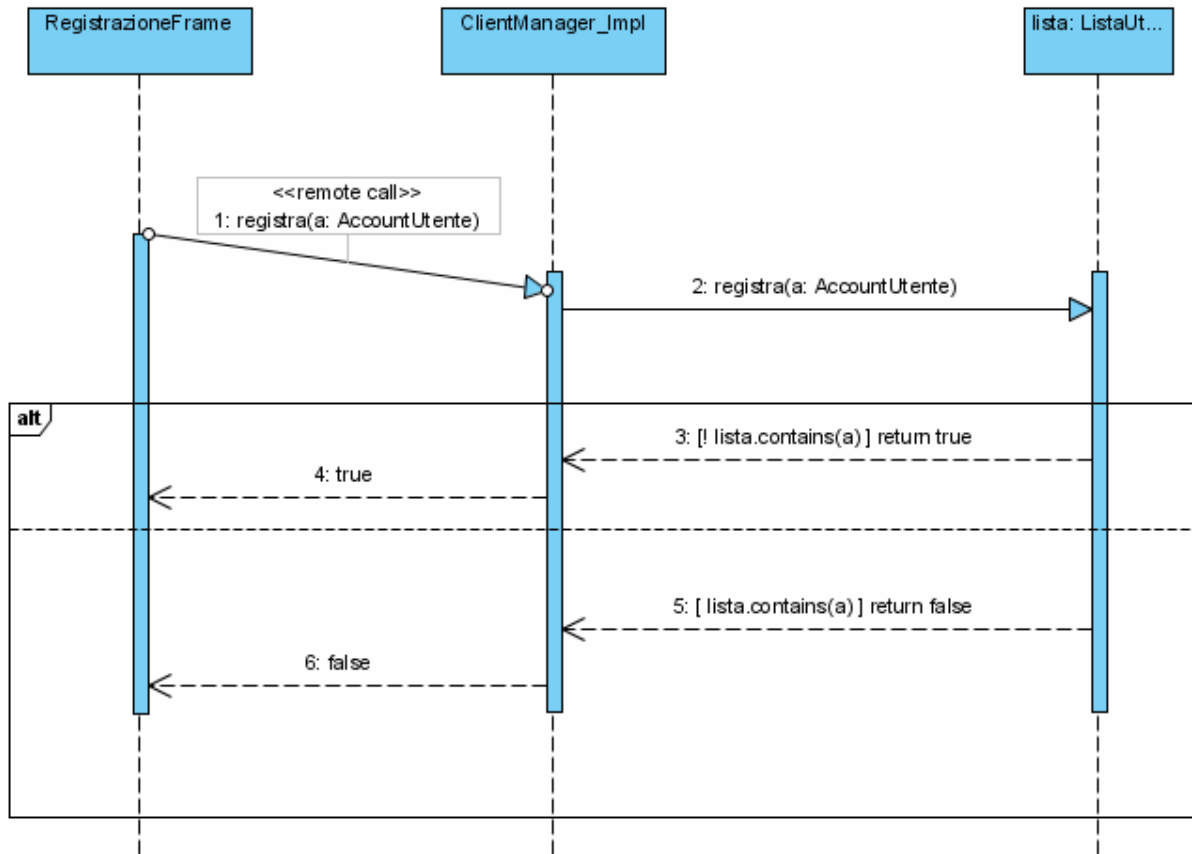 RegistrazioneFrame
ClientManager_Impl
lista: ListaUt...
<<remote call>>
1: registra(a: AccountUtente)
2: registra(a: AccountUtente)
alt
3: [! lista.contains(a) ] return true
4: true
5: [ lista.contains(a) ] return false
6: false